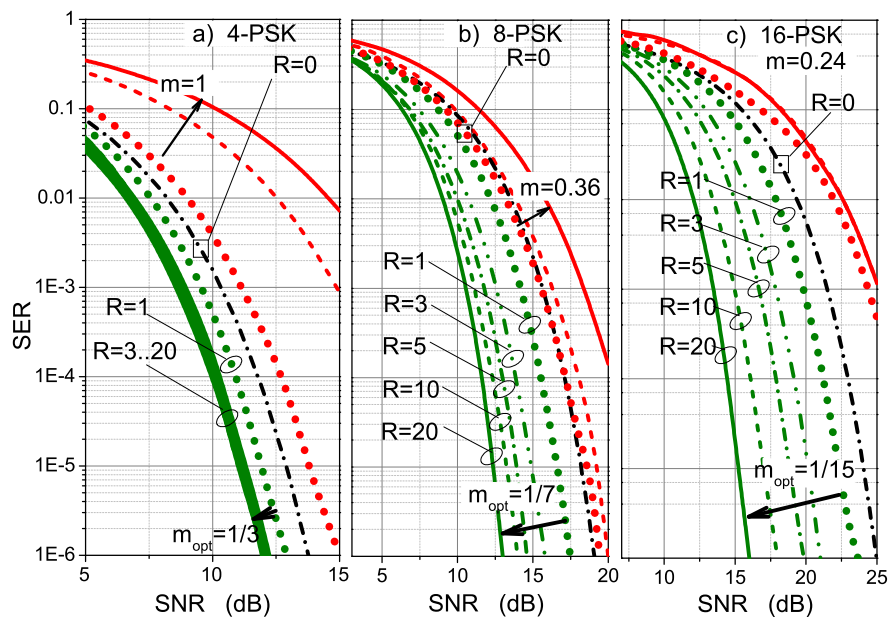 a) 4-PSK
R=0
m=1
R=1
R=3..20
m_opt=1/3
b) 8-PSK
R=0
m=0.36
R=1
R=3
R=5
R=10
R=20
m_opt=1/7
c) 16-PSK
m=0.24
R=0
R=1
R=3
R=5
R=10
R=20
m_opt=1/15
SER
1
0.1
0.01
1E-3
1E-4
1E-5
1E-6
5 10 15
5 10 15 20
10 15 20 25
SNR (dB)
SNR (dB)
SNR (dB)